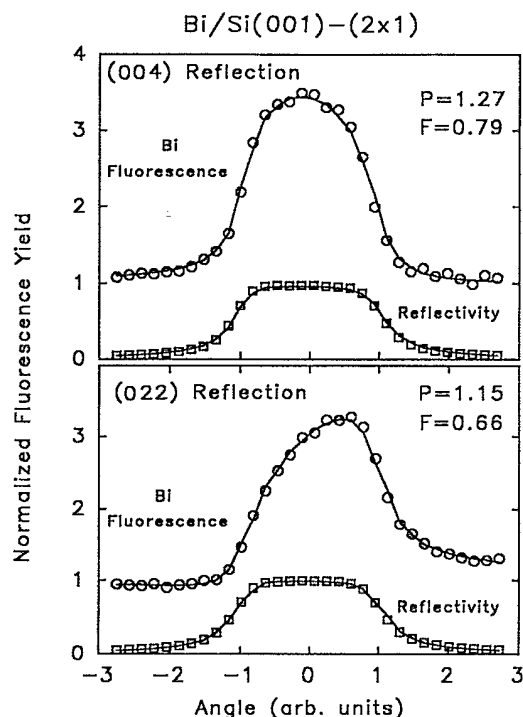 Bi/Si(001)−(2x1)
(004) Reflection
P=1.27
F=0.79
Bi
Fluorescence
Reflectivity
4
3
2
1
0
(022) Reflection
P=1.15
F=0.66
Bi
Fluorescence
Reflectivity
3
2
1
0
−3 −2 −1 0 1 2 3
Angle (arb. units)
Normalized Fluorescence Yield